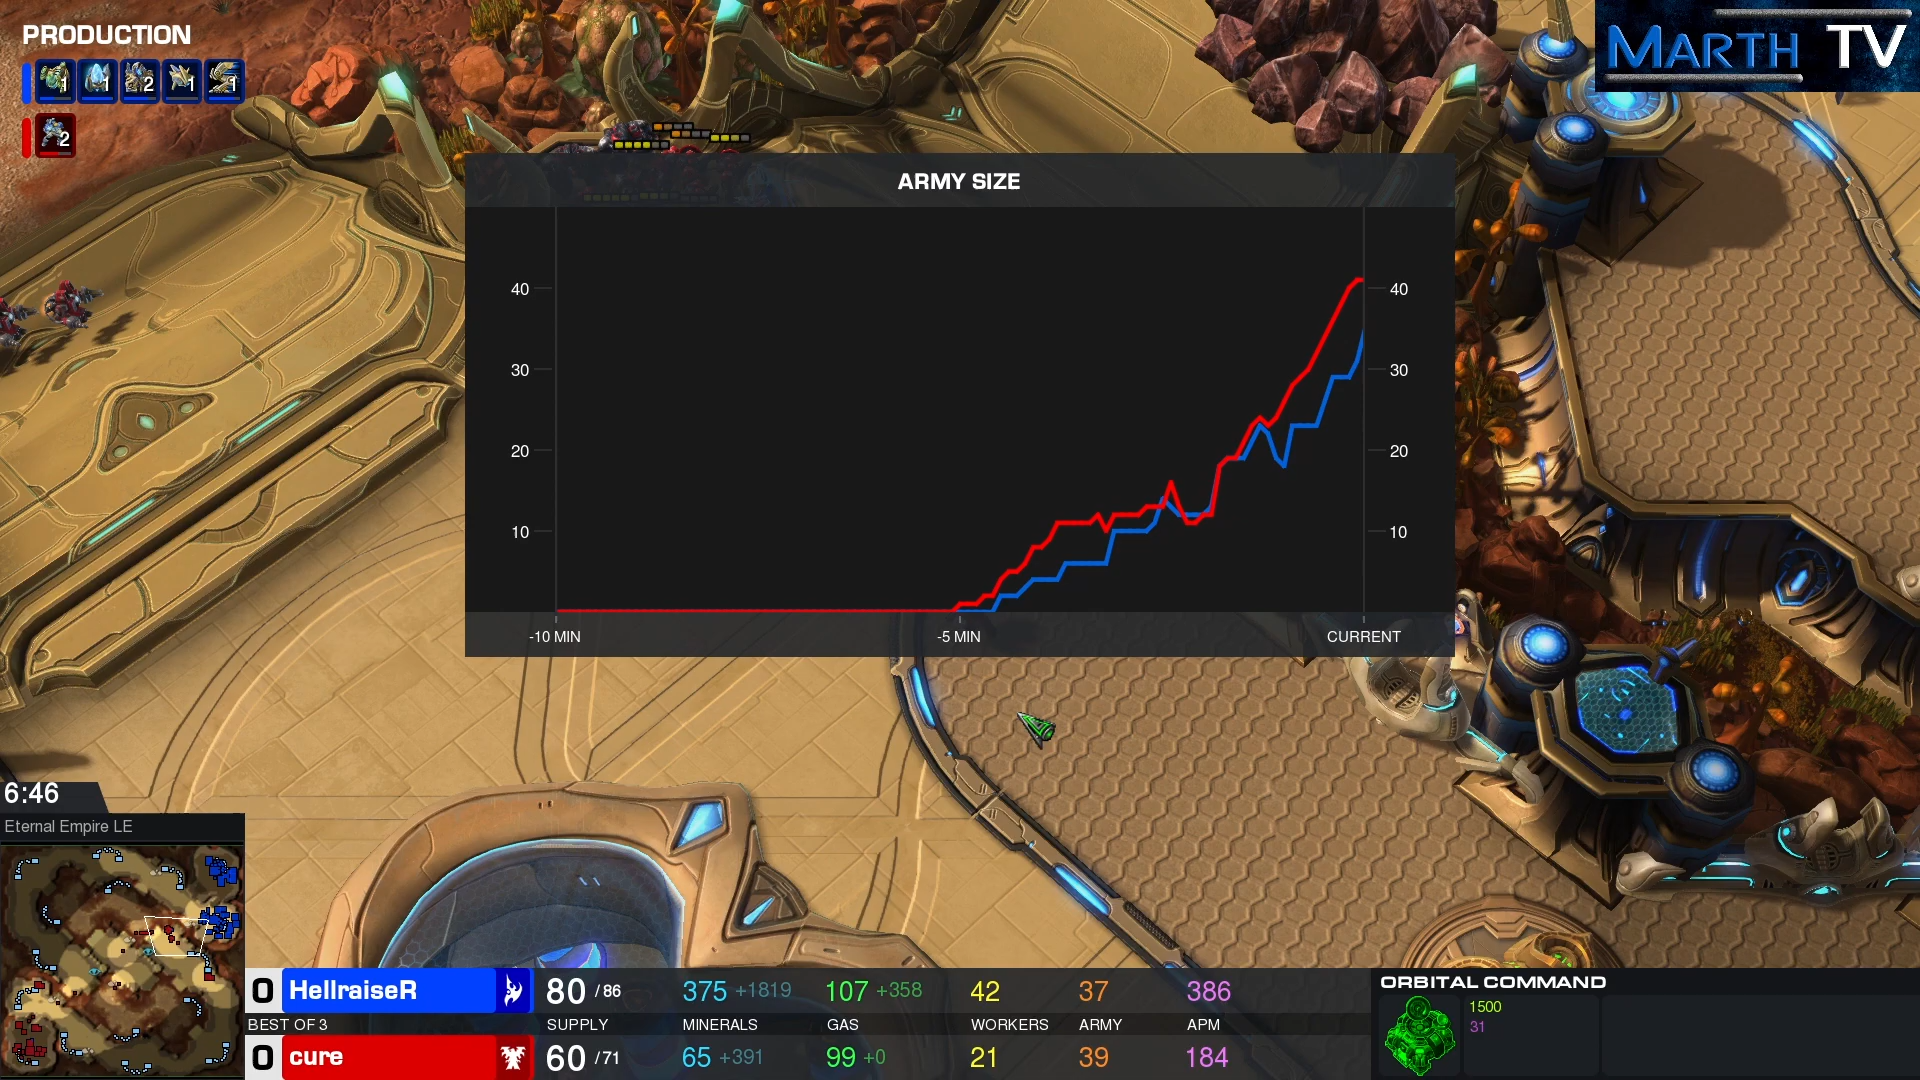 PRODUCTION
1 1 2 1 1
2
MARTH TV
ARMY SIZE
40 40
30 30
20 20
10 10
-10 MIN -5 MIN CURRENT
6:46
Eternal Empire LE
0 HellraiseR 80 /86 375 +1819 107 +358 42 37 386
BEST OF 3 SUPPLY MINERALS GAS WORKERS ARMY APM
0 cure 60 /71 65 +391 99 +0 21 39 184
ORBITAL COMMAND
1500
31